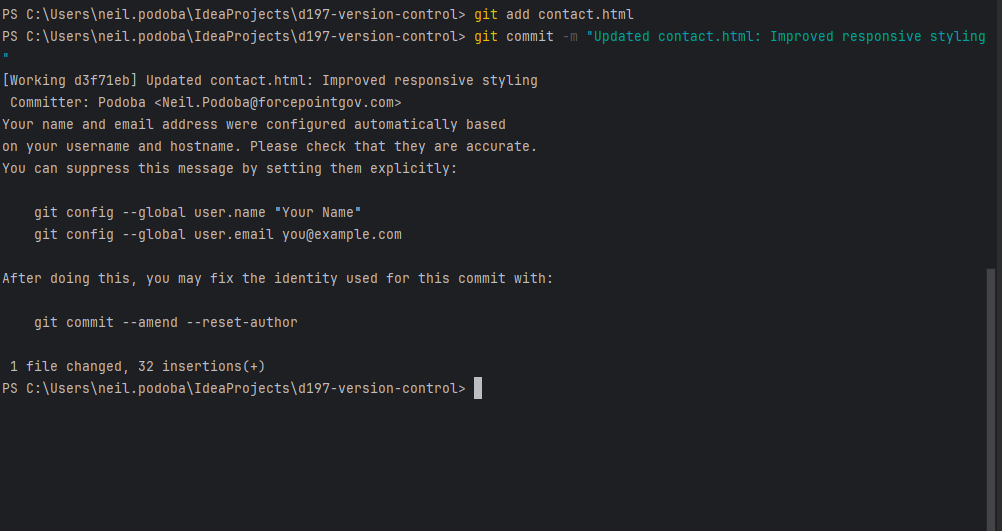 PS C:\Users\neil.podoba\IdeaProjects\d197-version-control> git add contact.html
PS C:\Users\neil.podoba\IdeaProjects\d197-version-control> git commit -m "Updated contact.html: Improved responsive styling
"
[Working d3f71eb] Updated contact.html: Improved responsive styling
 Committer: Podoba <Neil.Podoba@forcepointgov.com>
Your name and email address were configured automatically based
on your username and hostname. Please check that they are accurate.
You can suppress this message by setting them explicitly:

    git config --global user.name "Your Name"
    git config --global user.email you@example.com

After doing this, you may fix the identity used for this commit with:

    git commit --amend --reset-author

 1 file changed, 32 insertions(+)
PS C:\Users\neil.podoba\IdeaProjects\d197-version-control>